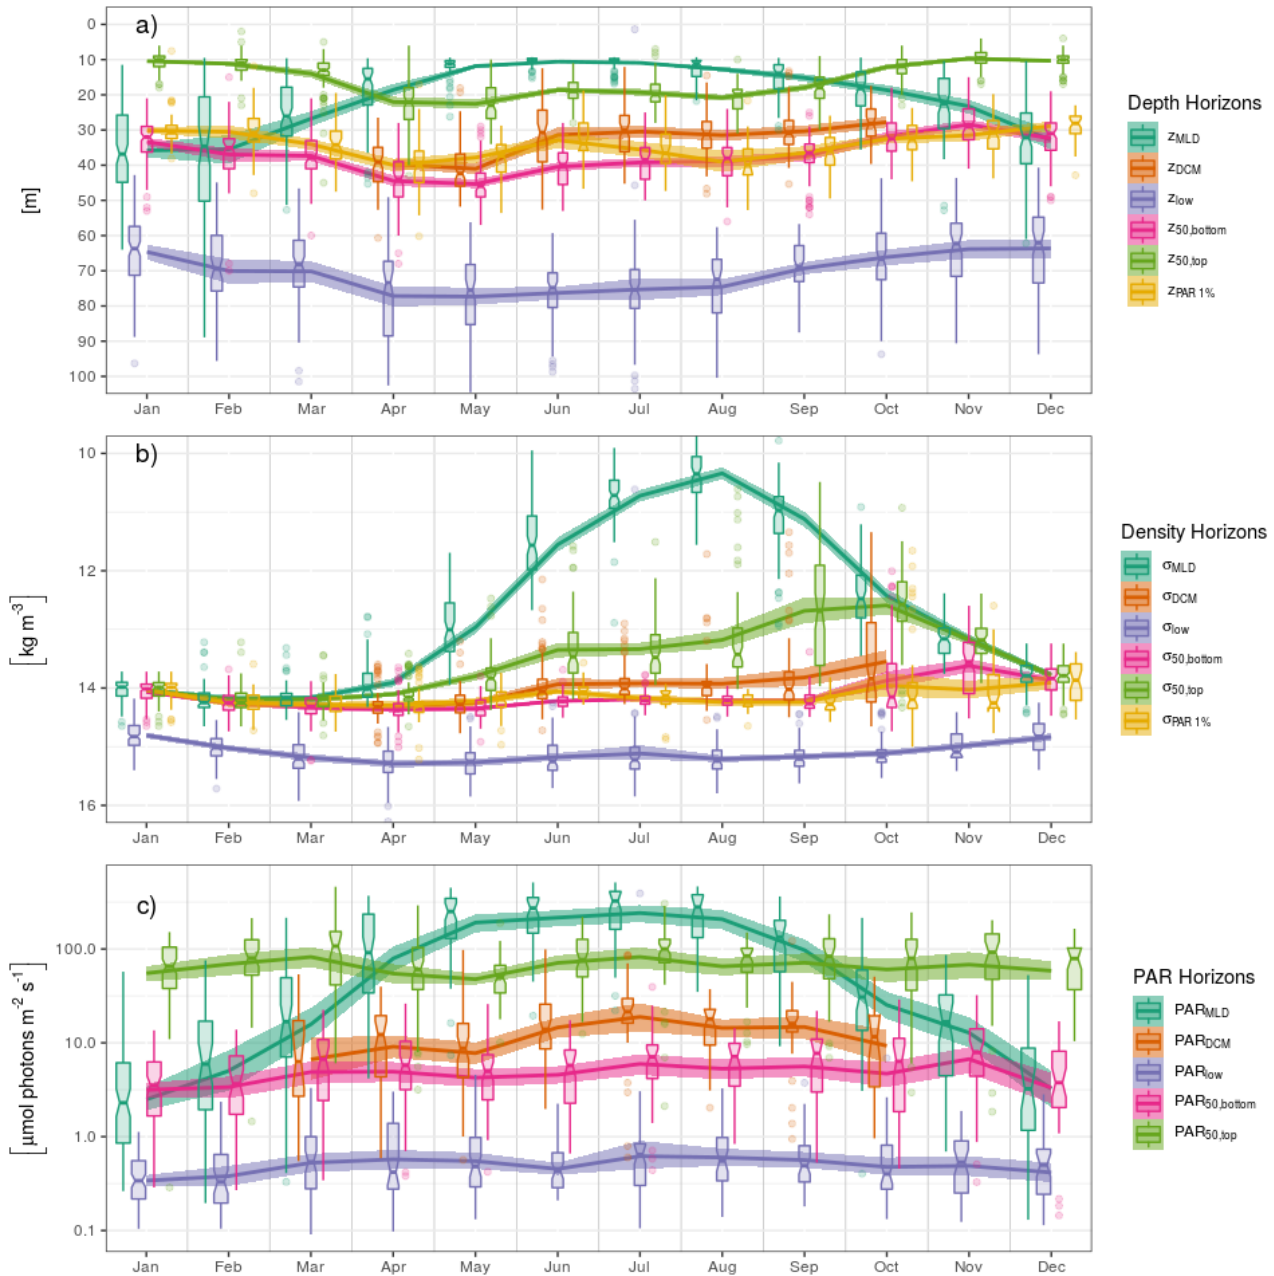 a)
0
10
20
30
40
50
60
70
80
90
100
[m]
Jan Feb Mar Apr May Jun Jul Aug Sep Oct Nov Dec
Depth Horizons
zMLD
zDCM
zlow
z50,bottom
z50,top
zPAR 1%
b)
10
12
14
16
[kg m⁻³]
Jan Feb Mar Apr May Jun Jul Aug Sep Oct Nov Dec
Density Horizons
σMLD
σDCM
σlow
σ50,bottom
σ50,top
σPAR 1%
c)
100.0
10.0
1.0
0.1
[µmol photons m⁻² s⁻¹]
Jan Feb Mar Apr May Jun Jul Aug Sep Oct Nov Dec
PAR Horizons
PARMLD
PARDCM
PARlow
PAR50,bottom
PAR50,top